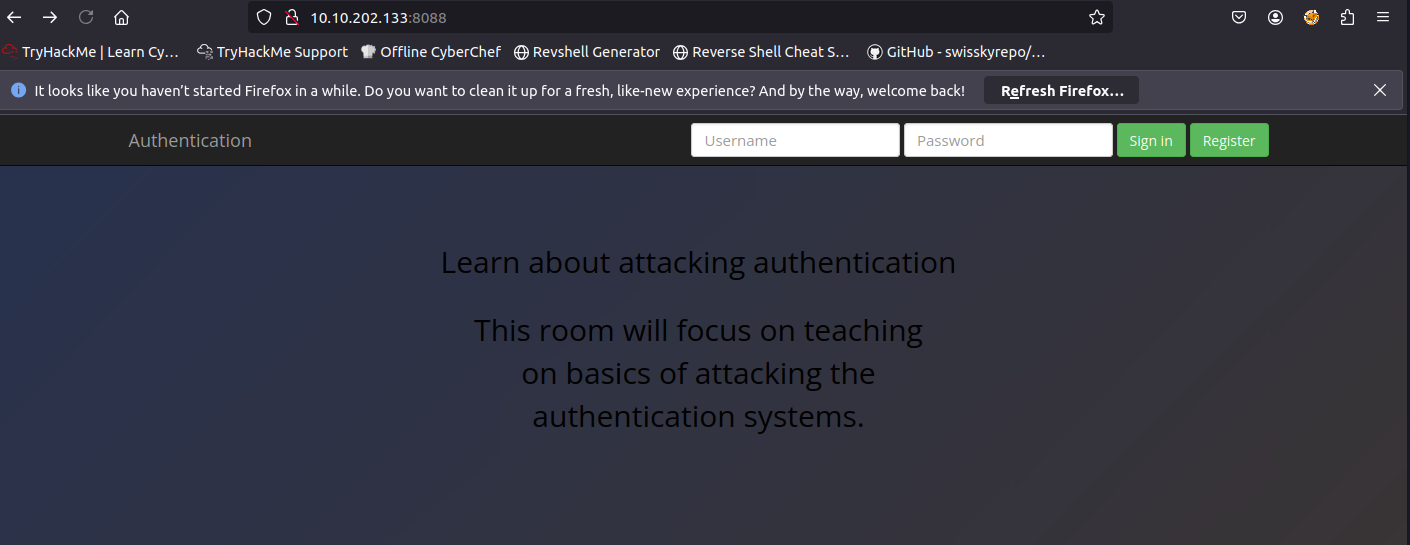 10.10.202.133:8088
TryHackMe | Learn Cy… TryHackMe Support Offline CyberChef Revshell Generator Reverse Shell Cheat S… GitHub - swisskyrepo/…
It looks like you haven’t started Firefox in a while. Do you want to clean it up for a fresh, like-new experience? And by the way, welcome back! Refresh Firefox…
Authentication Username Password Sign in Register
Learn about attacking authentication
This room will focus on teaching
on basics of attacking the
authentication systems.